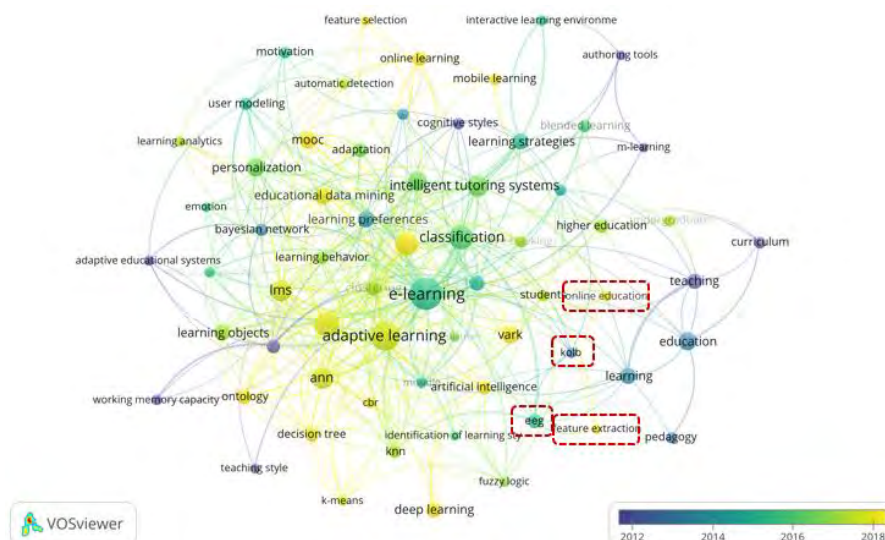 feature selection
interactive learning environme
motivation
online learning
authoring tools
automatic detection
mobile learning
user modeling
cognitive styles
blended learning
learning analytics
mooc
adaptation
learning strategies
m-learning
personalization
intelligent tutoring systems
educational data mining
emotion
learning preferences
higher education
bayesian network
classification
curriculum
adaptive educational systems
learning behavior
teaching
lms
e-learning
student
online education
learning objects
adaptive learning
vark
education
kolb
ann
artificial intelligence
learning
working memory capacity
ontology
cbr
eeg
feature extraction
decision tree
identification of learning sty
pedagogy
knn
teaching style
fuzzy logic
k-means
deep learning
VOSviewer
2012 2014 2016 2018